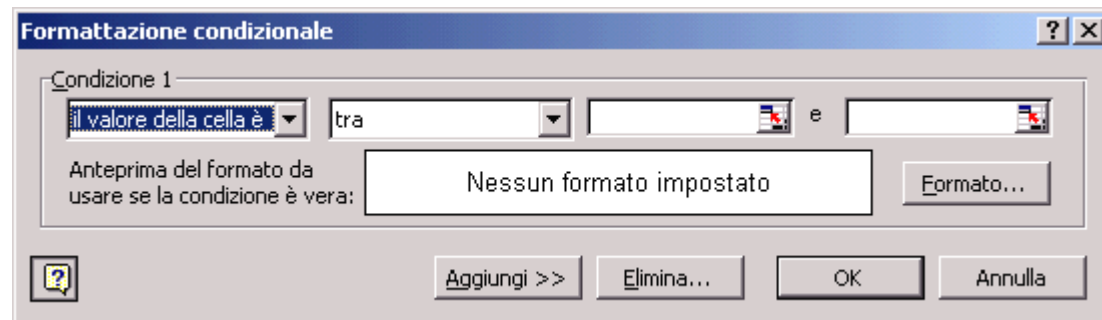 Formattazione condizionale
Condizione 1
il valore della cella è tra e
Anteprima del formato da
usare se la condizione è vera:
Nessun formato impostato
Formato...
Aggiungi >> Elimina... OK Annulla